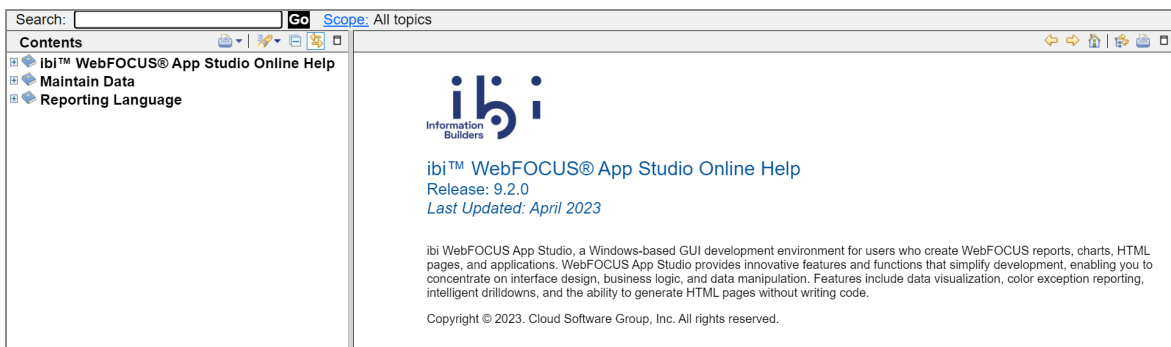 Search: Go Scope: All topics
Contents
ibi™ WebFOCUS® App Studio Online Help
Maintain Data
Reporting Language
ibi
Information
Builders
ibi™ WebFOCUS® App Studio Online Help
Release: 9.2.0
Last Updated: April 2023
ibi WebFOCUS App Studio, a Windows-based GUI development environment for users who create WebFOCUS reports, charts, HTML
pages, and applications. WebFOCUS App Studio provides innovative features and functions that simplify development, enabling you to
concentrate on interface design, business logic, and data manipulation. Features include data visualization, color exception reporting,
intelligent drilldowns, and the ability to generate HTML pages without writing code.
Copyright © 2023. Cloud Software Group, Inc. All rights reserved.